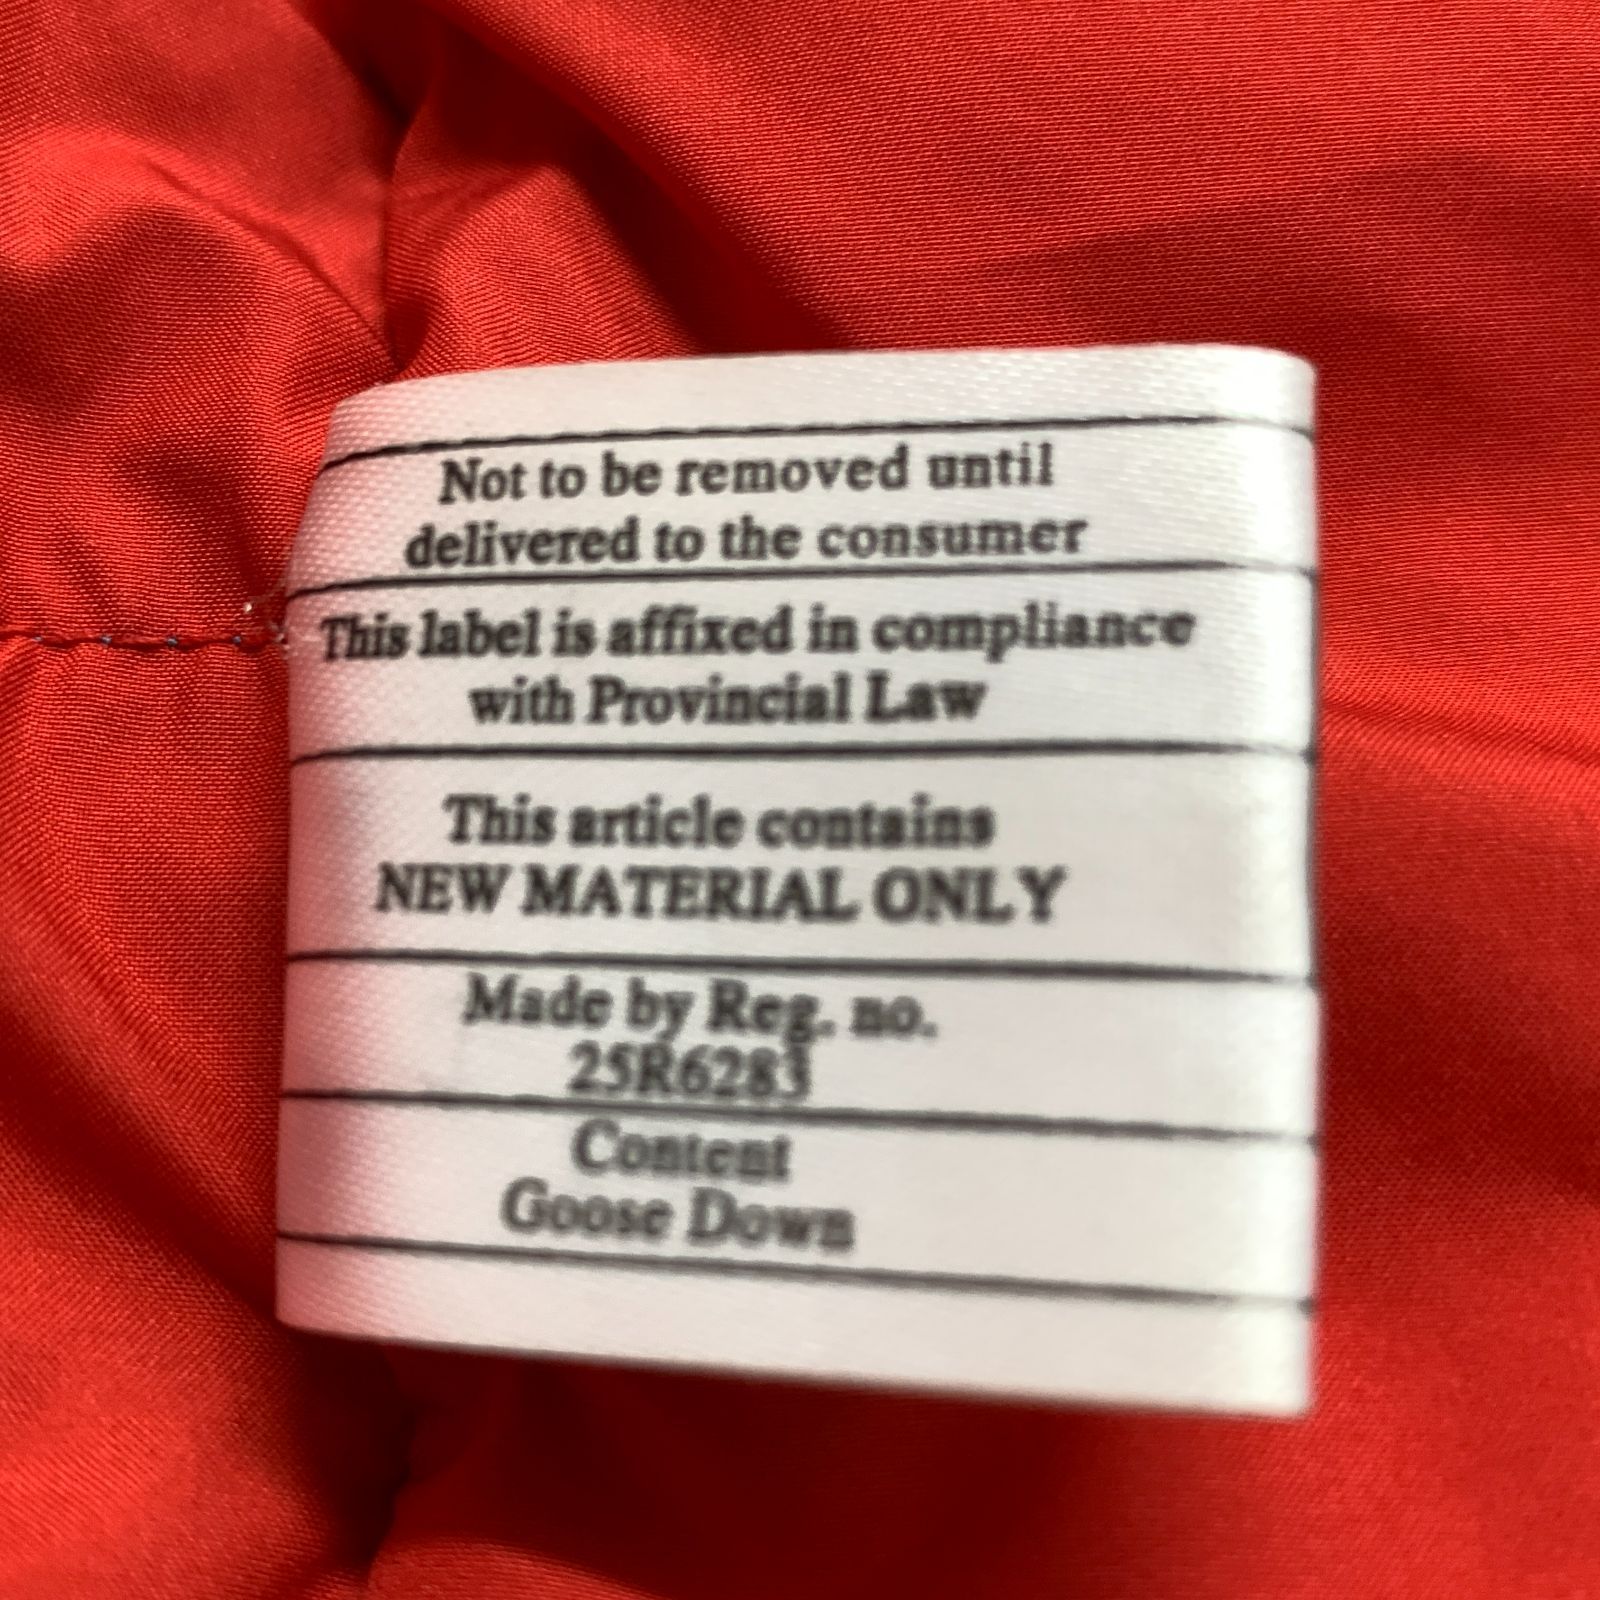 Not to be removed until
delivered to the consumer
This label is affixed in compliance
with Provincial Law
This article contains
NEW MATERIAL ONLY
Made by Reg. no.
25R6283
Content
Goose Down